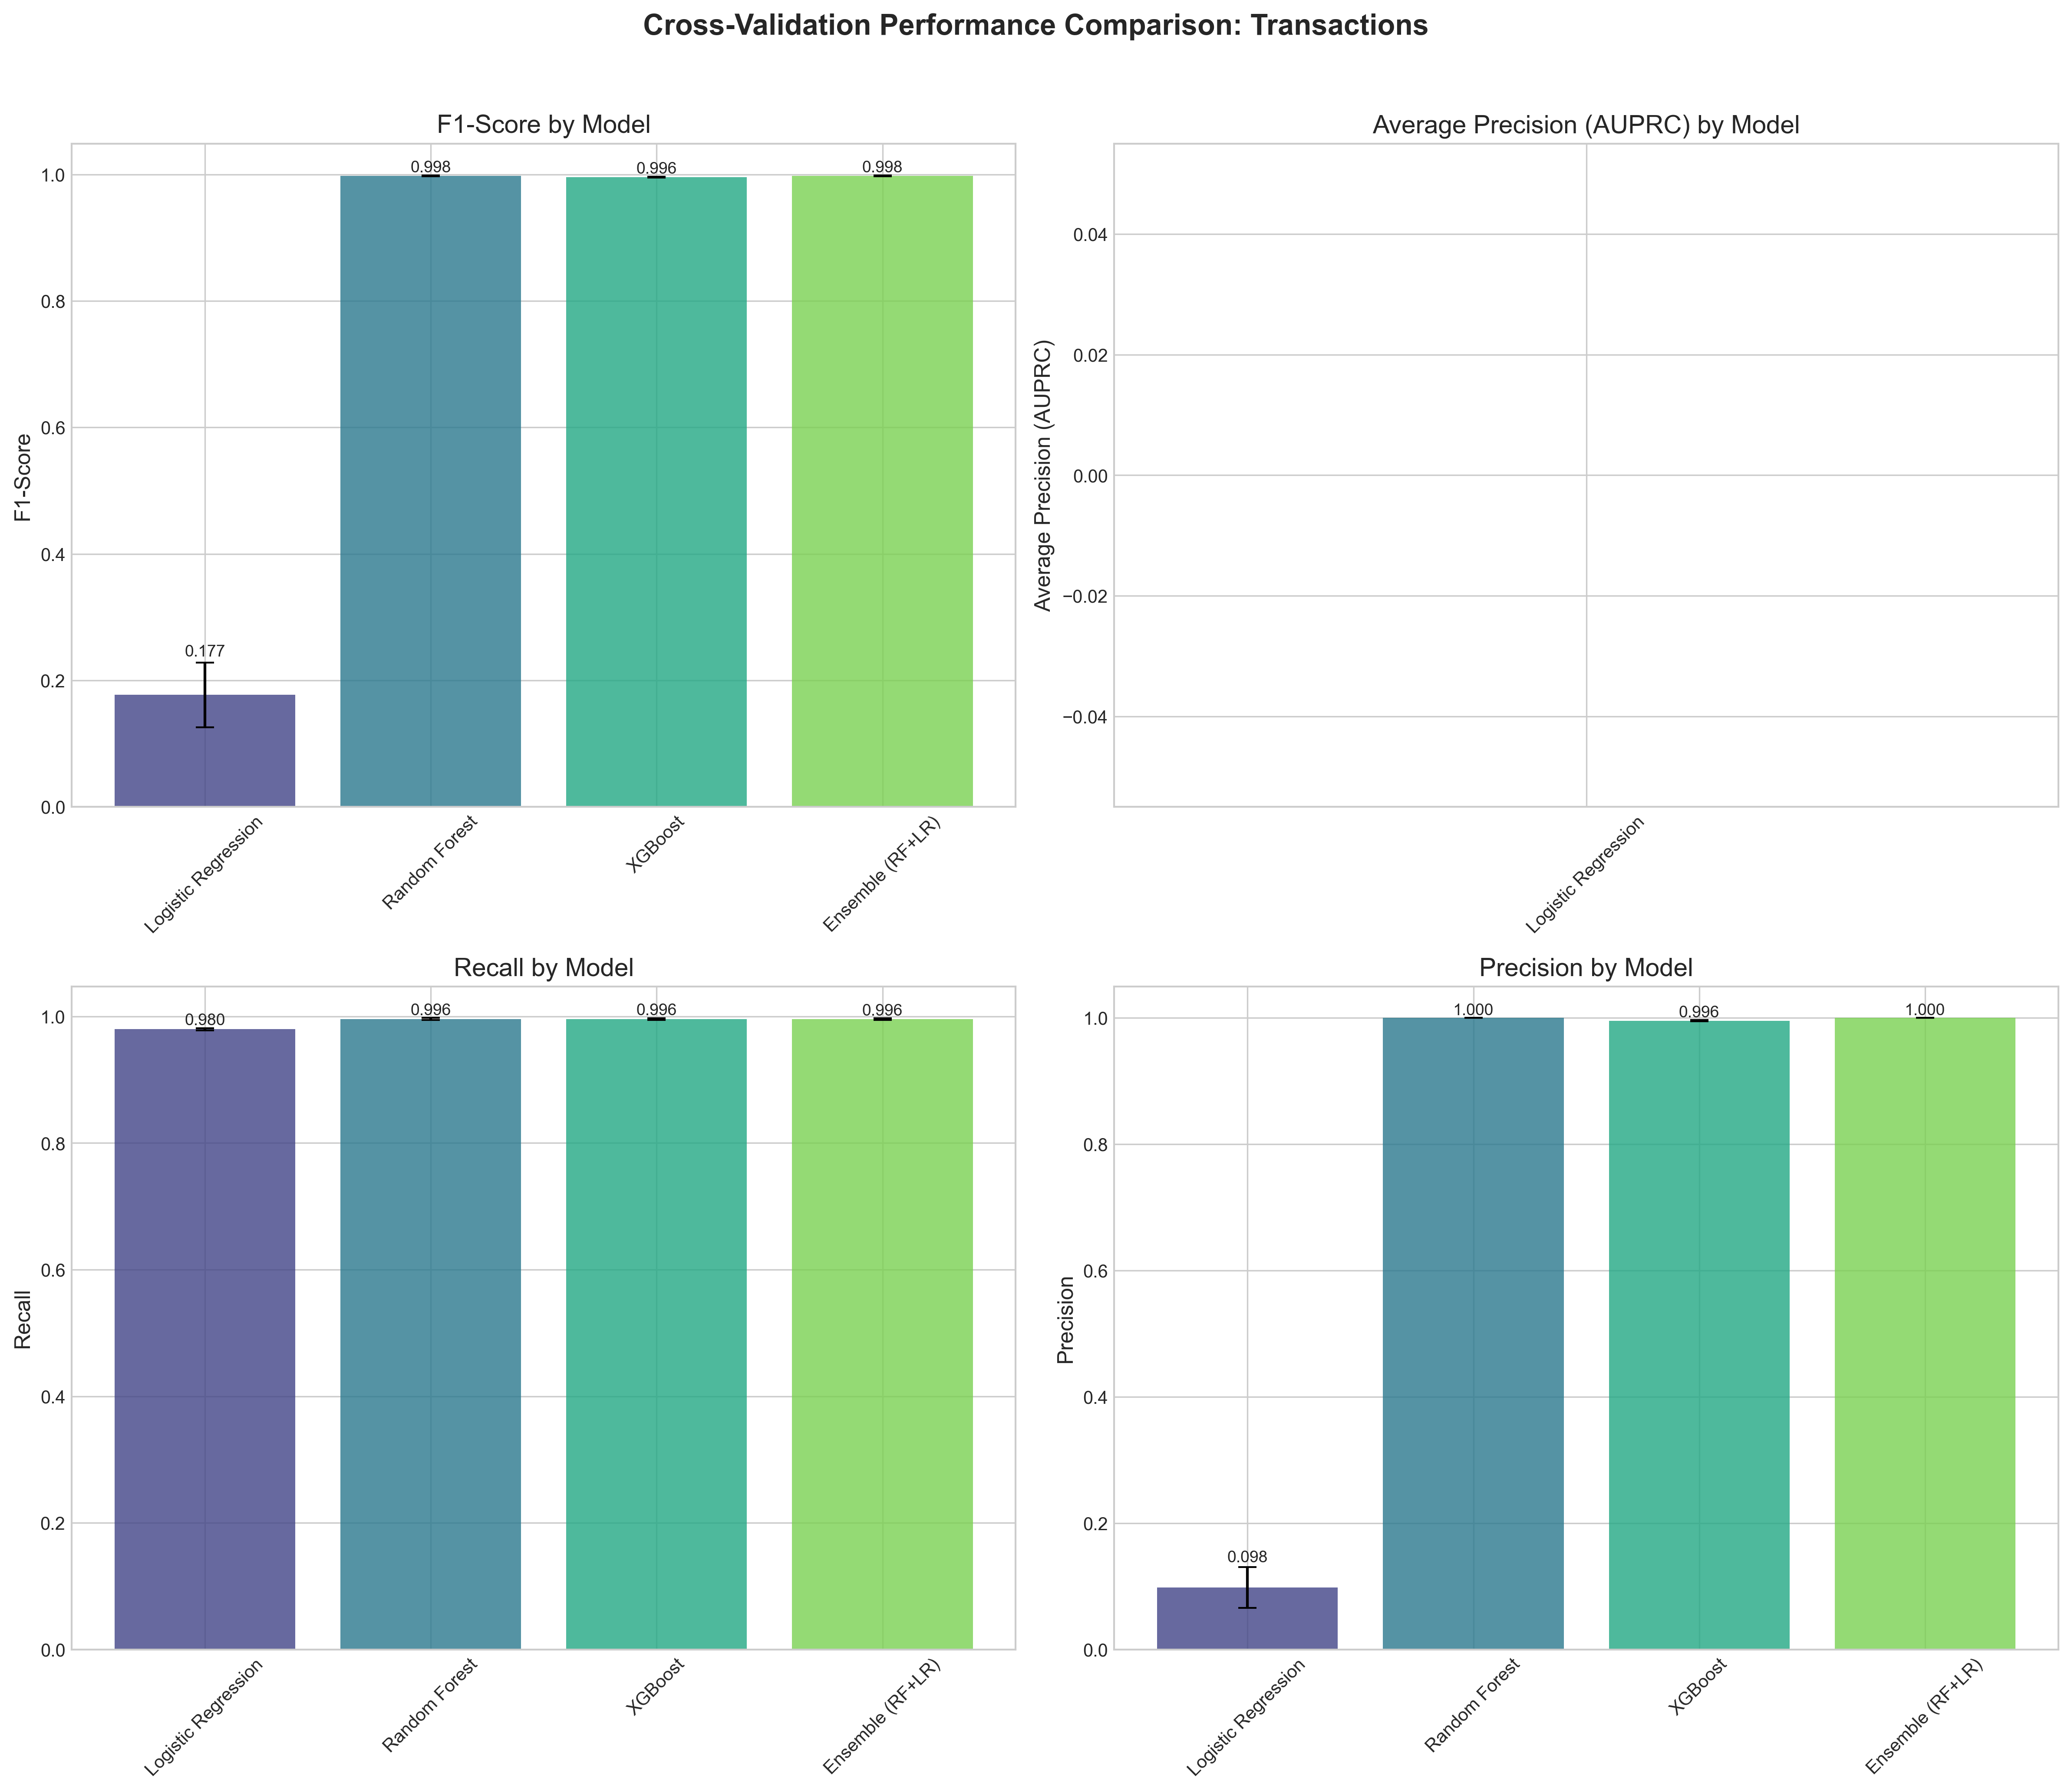 Cross-Validation Performance Comparison: Transactions
F1-Score by Model
F1-Score
1.0
0.8
0.6
0.4
0.2
0.0
0.177
0.998
0.996
0.998
Logistic Regression
Random Forest
XGBoost
Ensemble (RF+LR)
Average Precision (AUPRC) by Model
Average Precision (AUPRC)
0.04
0.02
0.00
−0.02
−0.04
Logistic Regression
Recall by Model
Recall
1.0
0.8
0.6
0.4
0.2
0.0
0.980
0.996
0.996
0.996
Logistic Regression
Random Forest
XGBoost
Ensemble (RF+LR)
Precision by Model
Precision
1.0
0.8
0.6
0.4
0.2
0.0
0.098
1.000
0.996
1.000
Logistic Regression
Random Forest
XGBoost
Ensemble (RF+LR)